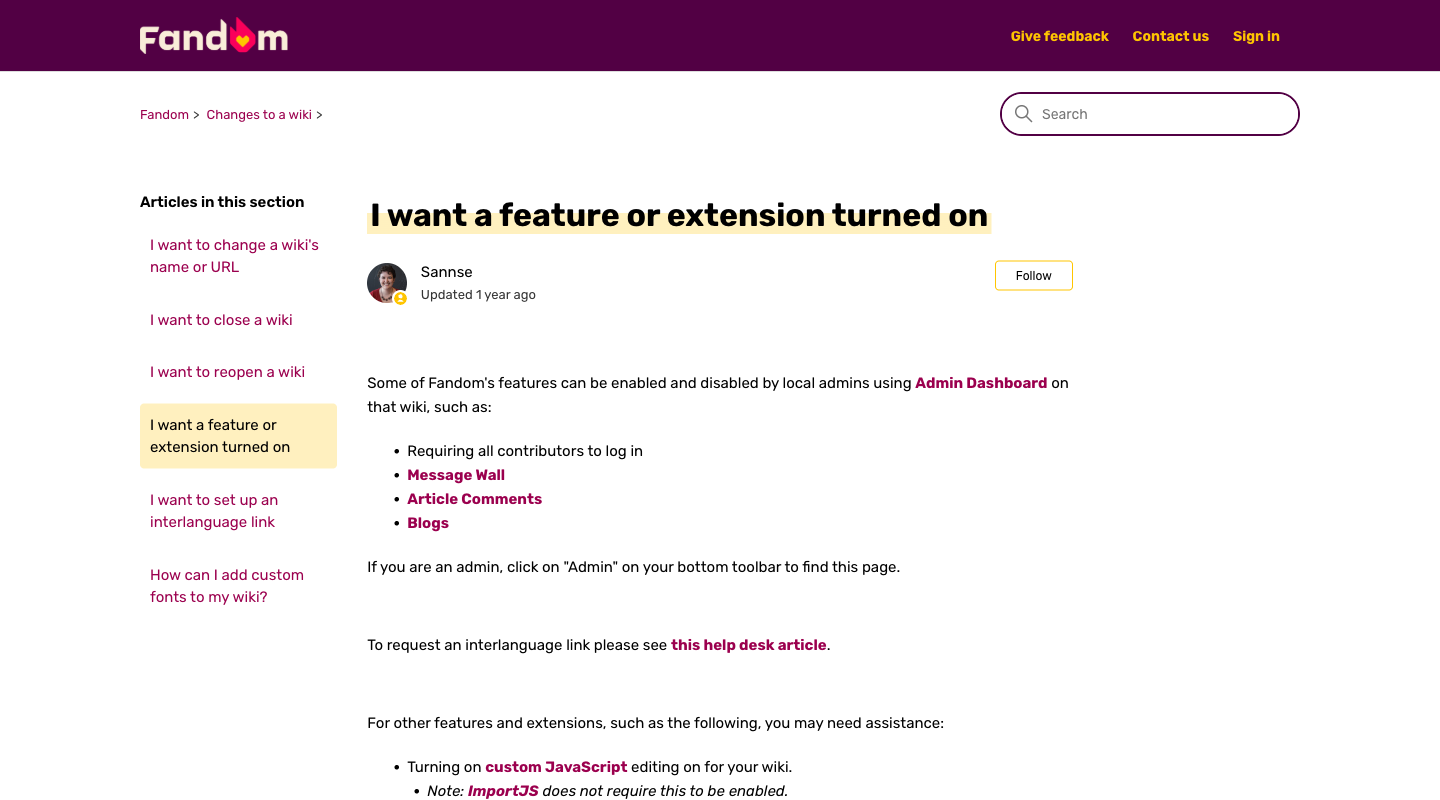 Fandom
Give feedback
Contact us
Sign in
Fandom > Changes to a wiki >
Search
Articles in this section
I want to change a wiki's
name or URL
I want to close a wiki
I want to reopen a wiki
I want a feature or
extension turned on
I want to set up an
interlanguage link
How can I add custom
fonts to my wiki?
I want a feature or extension turned on
Sannse
Updated 1 year ago
Follow
Some of Fandom's features can be enabled and disabled by local admins using Admin Dashboard on
that wiki, such as:
• Requiring all contributors to log in
• Message Wall
• Article Comments
• Blogs
If you are an admin, click on "Admin" on your bottom toolbar to find this page.
To request an interlanguage link please see this help desk article.
For other features and extensions, such as the following, you may need assistance:
• Turning on custom JavaScript editing on for your wiki.
• Note: ImportJS does not require this to be enabled.